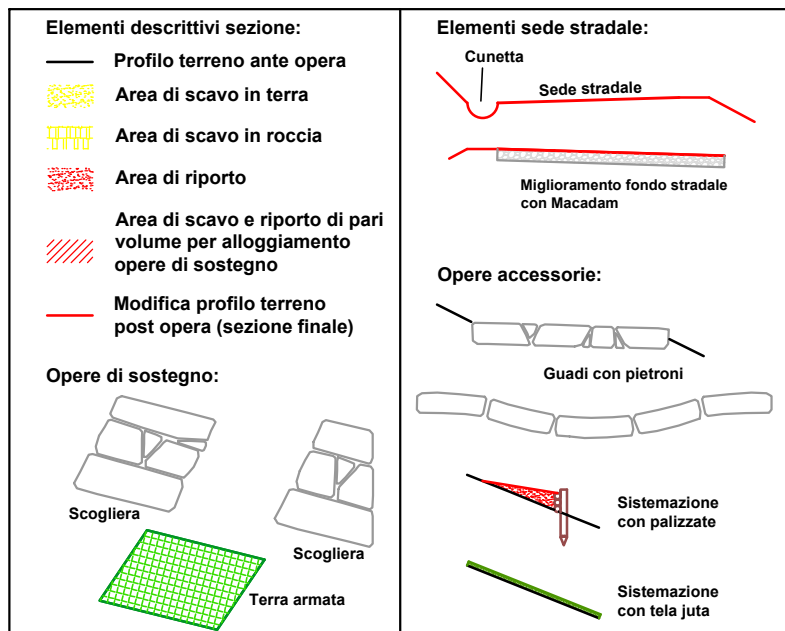 Elementi descrittivi sezione:
Profilo terreno ante opera
Area di scavo in terra
Area di scavo in roccia
Area di riporto
Area di scavo e riporto di pari
volume per alloggiamento
opere di sostegno
Modifica profilo terreno
post opera (sezione finale)
Opere di sostegno:
Scogliera
Scogliera
Terra armata
Elementi sede stradale:
Cunetta
Sede stradale
Miglioramento fondo stradale
con Macadam
Opere accessorie:
Guadi con pietroni
Sistemazione
con palizzate
Sistemazione
con tela juta